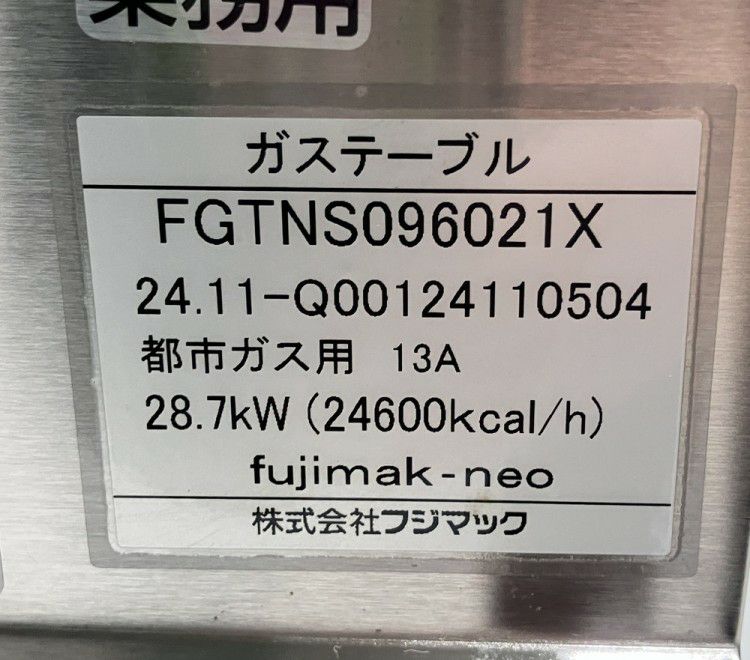 業務用
ガステーブル
FGTNS096021X
24.11-Q00124110504
都市ガス用 13A
28.7kW (24600kcal/h)
fujimak-neo
株式会社フジマック